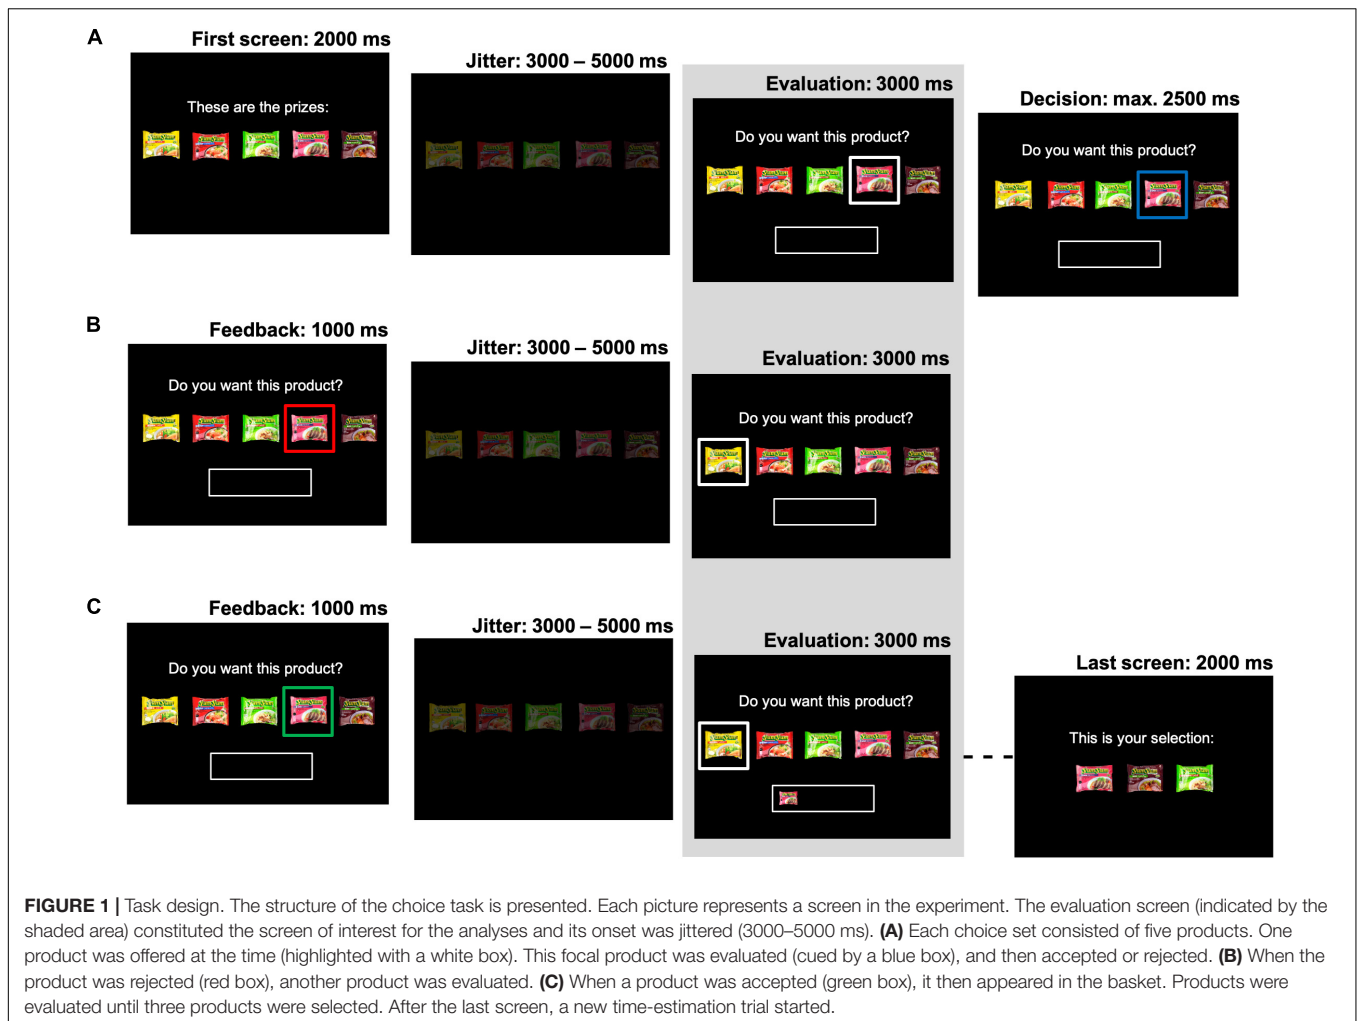 A
First screen: 2000 ms
These are the prizes:
Jitter: 3000 – 5000 ms
Evaluation: 3000 ms
Do you want this product?
Decision: max. 2500 ms
Do you want this product?
B
Feedback: 1000 ms
Do you want this product?
Jitter: 3000 – 5000 ms
Evaluation: 3000 ms
Do you want this product?
C
Feedback: 1000 ms
Do you want this product?
Jitter: 3000 – 5000 ms
Evaluation: 3000 ms
Do you want this product?
Last screen: 2000 ms
This is your selection:
FIGURE 1 | Task design. The structure of the choice task is presented. Each picture represents a screen in the experiment. The evaluation screen (indicated by the
shaded area) constituted the screen of interest for the analyses and its onset was jittered (3000–5000 ms). (A) Each choice set consisted of five products. One
product was offered at the time (highlighted with a white box). This focal product was evaluated (cued by a blue box), and then accepted or rejected. (B) When the
product was rejected (red box), another product was evaluated. (C) When a product was accepted (green box), it then appeared in the basket. Products were
evaluated until three products were selected. After the last screen, a new time-estimation trial started.